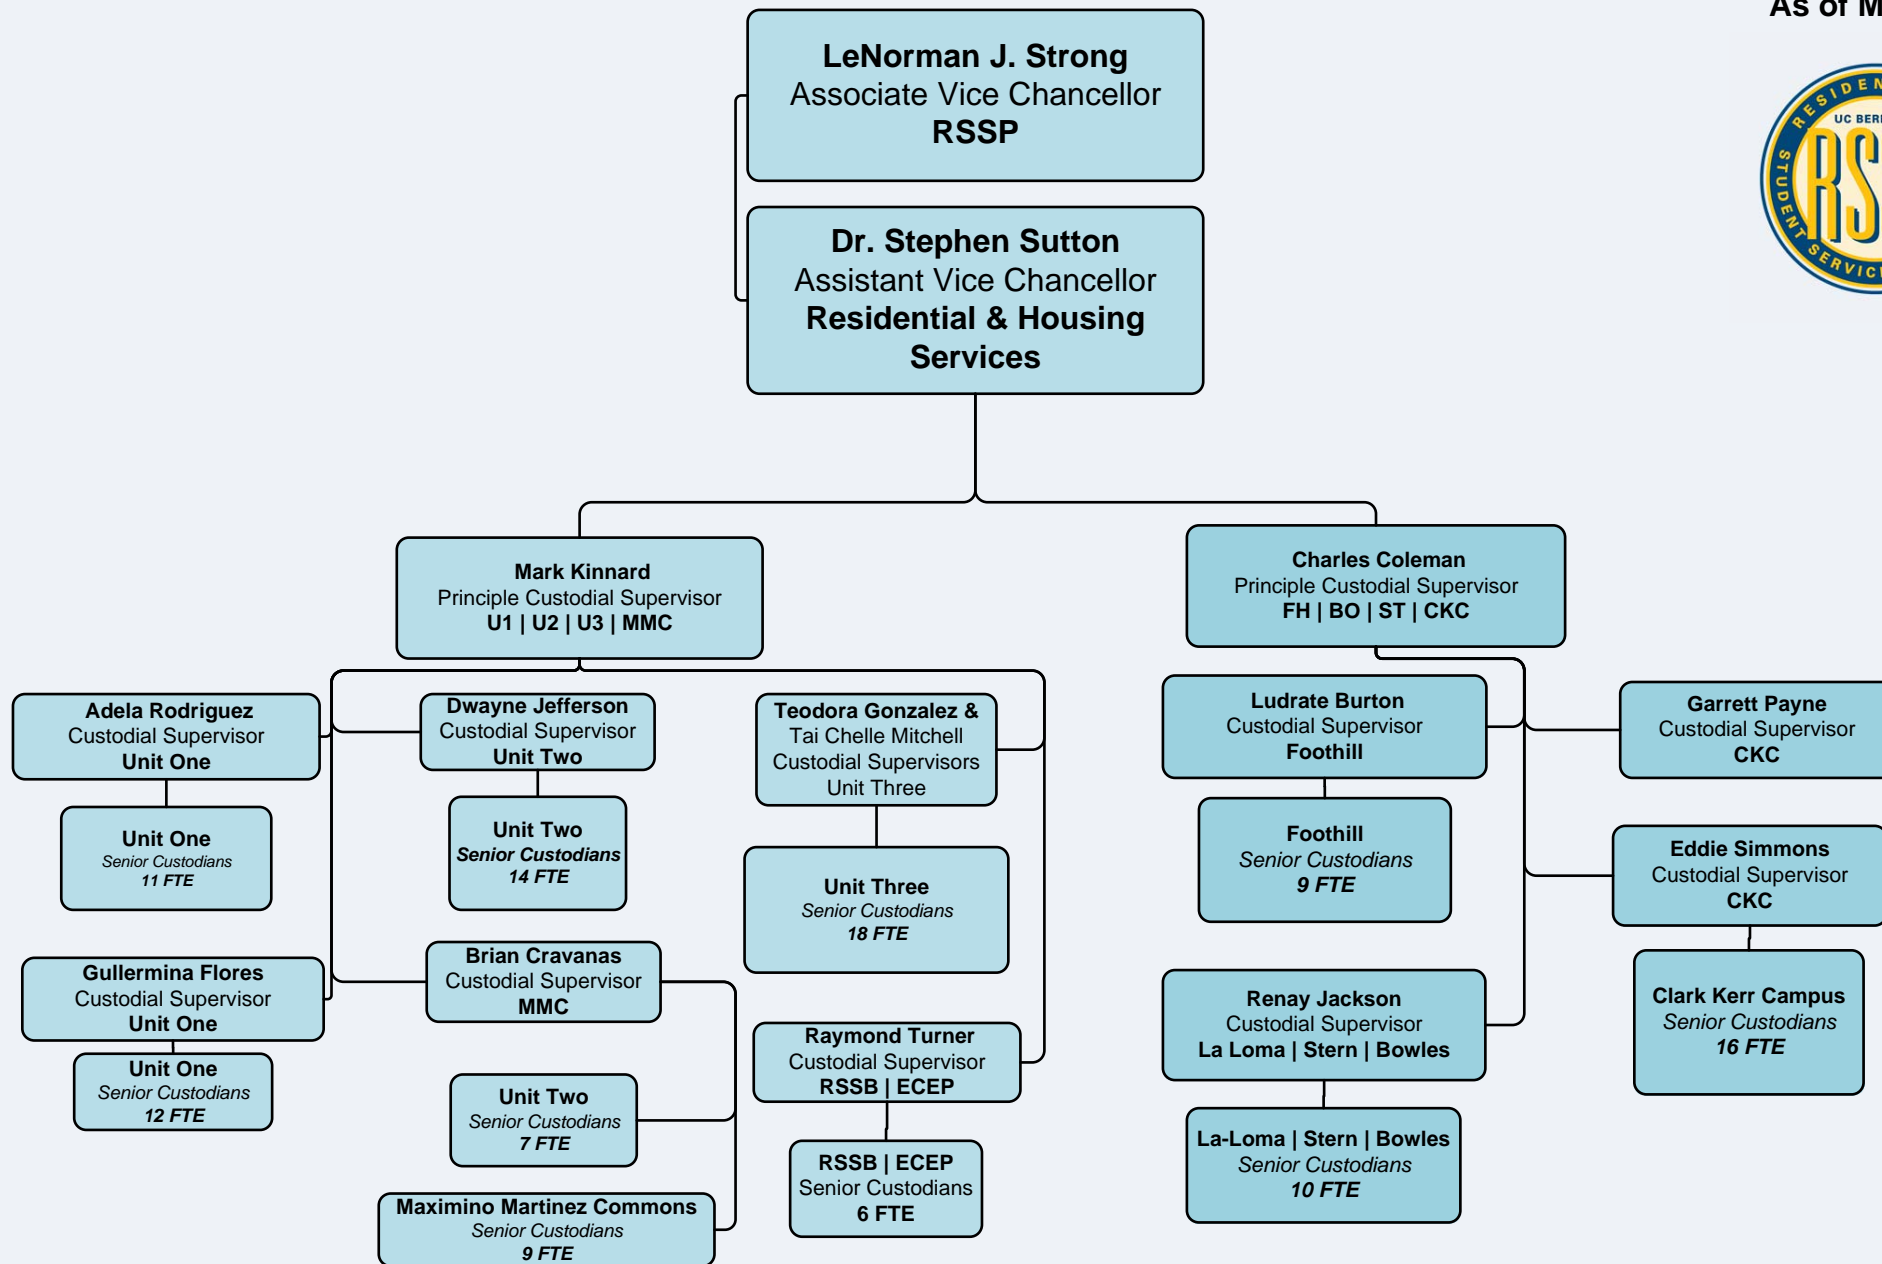 As of M
LeNorman J. Strong
Associate Vice Chancellor
RSSP
UC BER
RS
STUDENT
Dr. Stephen Sutton
Assistant Vice Chancellor
Residential & Housing
Services
Mark Kinnard
Principle Custodial Supervisor
U1 | U2 | U3 | MMC
Charles Coleman
Principle Custodial Supervisor
FH | BO | ST | CKC
Adela Rodriguez
Custodial Supervisor
Unit One
Dwayne Jefferson
Custodial Supervisor
Unit Two
Teodora Gonzalez &
Tai Chelle Mitchell
Custodial Supervisors
Unit Three
Ludrate Burton
Custodial Supervisor
Foothill
Garrett Payne
Custodial Supervisor
CKC
Unit One
Senior Custodians
11 FTE
Unit Two
Senior Custodians
14 FTE
Unit Three
Senior Custodians
18 FTE
Foothill
Senior Custodians
9 FTE
Eddie Simmons
Custodial Supervisor
CKC
Gullermina Flores
Custodial Supervisor
Unit One
Brian Cravanas
Custodial Supervisor
MMC
Raymond Turner
Custodial Supervisor
RSSB | ECEP
Renay Jackson
Custodial Supervisor
La Loma | Stern | Bowles
Clark Kerr Campus
Senior Custodians
16 FTE
Unit One
Senior Custodians
12 FTE
Unit Two
Senior Custodians
7 FTE
RSSB | ECEP
Senior Custodians
6 FTE
La-Loma | Stern | Bowles
Senior Custodians
10 FTE
Maximino Martinez Commons
Senior Custodians
9 FTE